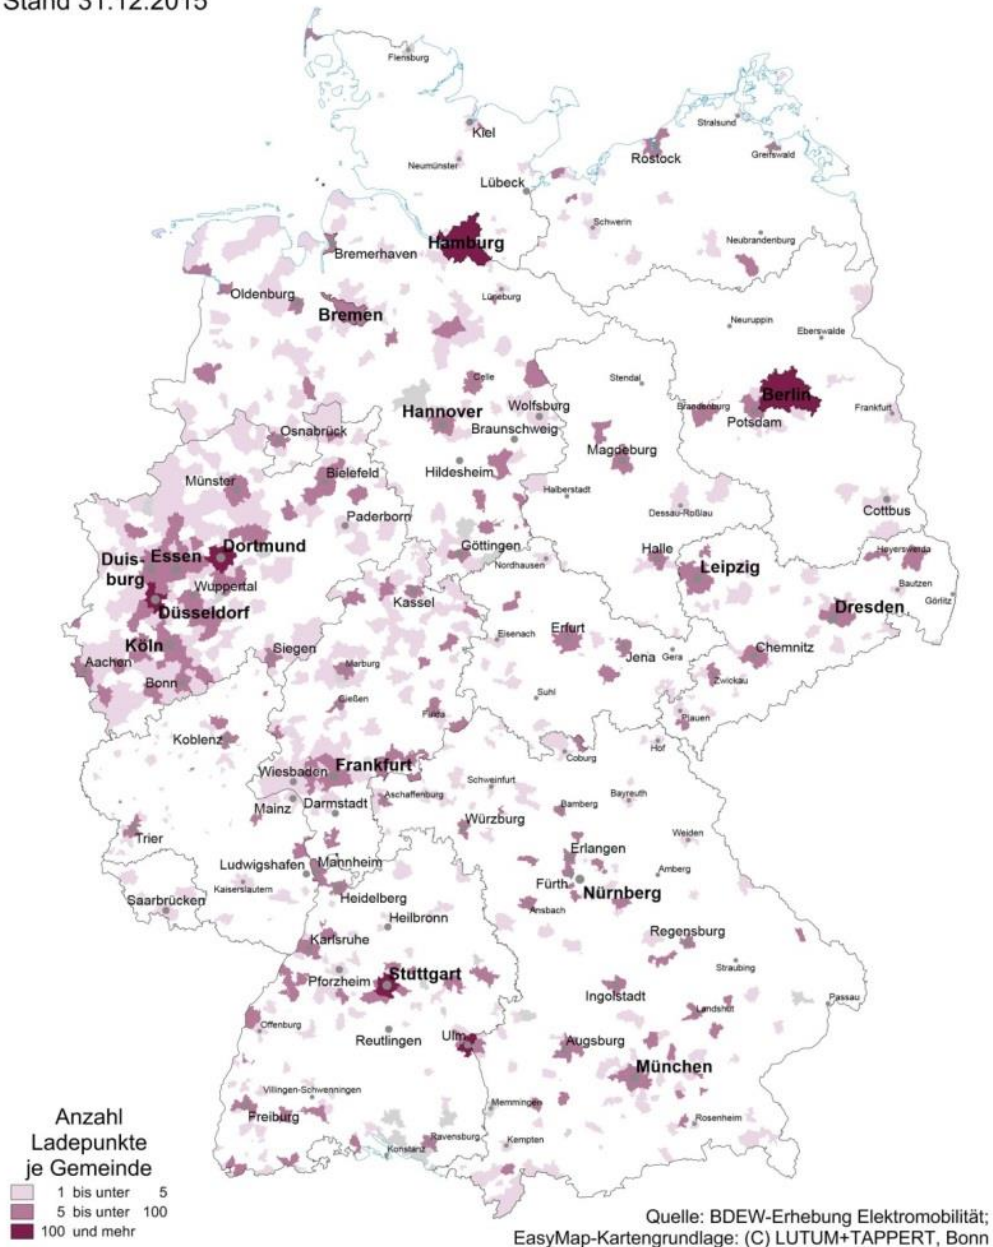 Stand 31.12.2015
Flensburg
Kiel
Stralsund
Rostock
Greifswald
Neumünster
Lübeck
Schwerin
Neubrandenburg
Hamburg
Bremerhaven
Oldenburg
Lüneburg
Bremen
Neuruppin
Eberswalde
Celle
Stendal
Berlin
Hannover
Wolfsburg
Brandenburg
Frankfurt
Potsdam
Braunschweig
Osnabrück
Magdeburg
Bielefeld
Hildesheim
Münster
Halberstadt
Paderborn
Dessau-Roßlau
Cottbus
Dortmund
Göttingen
Halle
Hoyerswerda
Duis-
burg
Essen
Nordhausen
Leipzig
Wuppertal
Bautzen
Kassel
Görlitz
Düsseldorf
Dresden
Erfurt
Eisenach
Köln
Siegen
Jena
Gera
Chemnitz
Aachen
Marburg
Bonn
Zwickau
Gießen
Suhl
Fulda
Plauen
Koblenz
Hof
Coburg
Frankfurt
Wiesbaden
Schweinfurt
Aschaffenburg
Bayreuth
Mainz
Darmstadt
Bamberg
Würzburg
Trier
Weiden
Erlangen
Ludwigshafen
Mannheim
Amberg
Kaiserslautern
Fürth
Nürnberg
Saarbrücken
Heidelberg
Ansbach
Heilbronn
Regensburg
Karlsruhe
Straubing
Stuttgart
Pforzheim
Ingolstadt
Passau
Landshut
Offenburg
Reutlingen
Ulm
Augsburg
München
Villingen-Schwenningen
Memmingen
Freiburg
Rosenheim
Ravensburg
Kempten
Konstanz
Anzahl
Ladepunkte
je Gemeinde
1 bis unter 5
5 bis unter 100
100 und mehr
Quelle: BDEW-Erhebung Elektromobilität;
EasyMap-Kartengrundlage: (C) LUTUM+TAPPERT, Bonn